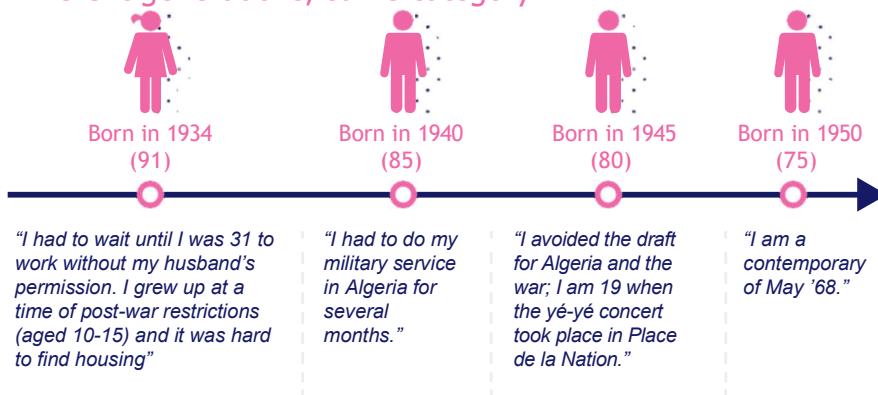 same category
Born in 1934
(91)
Born in 1940
(85)
Born in 1945
(80)
Born in 1950
(75)
“I had to wait until I was 31 to
work without my husband’s
permission. I grew up at a
time of post-war restrictions
(aged 10-15) and it was hard
to find housing”
“I had to do my
military service
in Algeria for
several
months.”
“I avoided the draft
for Algeria and the
war; I am 19 when
the yé-yé concert
took place in Place
de la Nation.”
“I am a
contemporary
of May ’68.”